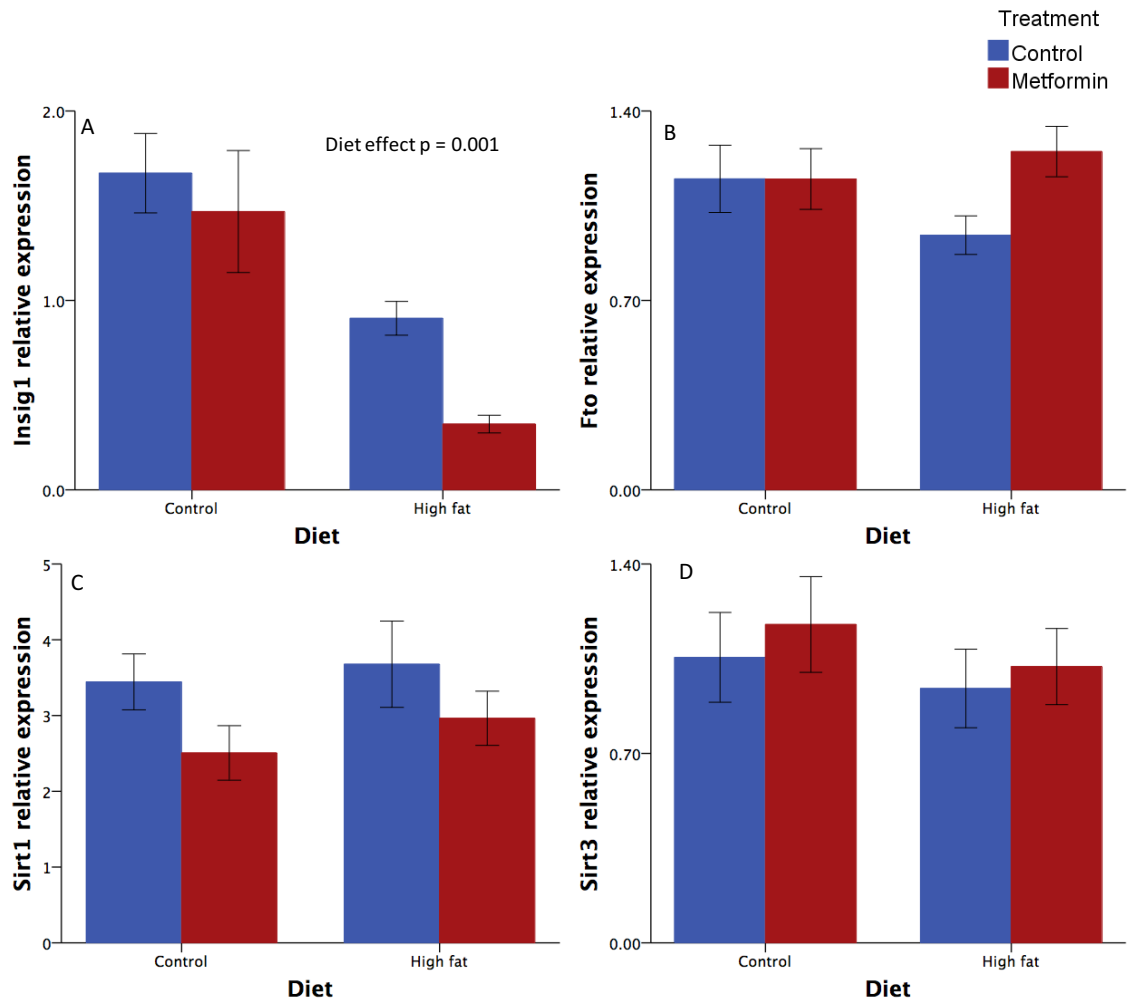 Treatment
Control
Metformin
A
Diet effect p = 0.001
Insig1 relative expression
2.0
1.0
0.0
Control
High fat
Diet
B
Fto relative expression
1.40
0.70
0.00
Control
High fat
Diet
C
Sirt1 relative expression
5
4
3
2
1
0
Control
High fat
Diet
D
Sirt3 relative expression
1.40
0.70
0.00
Control
High fat
Diet